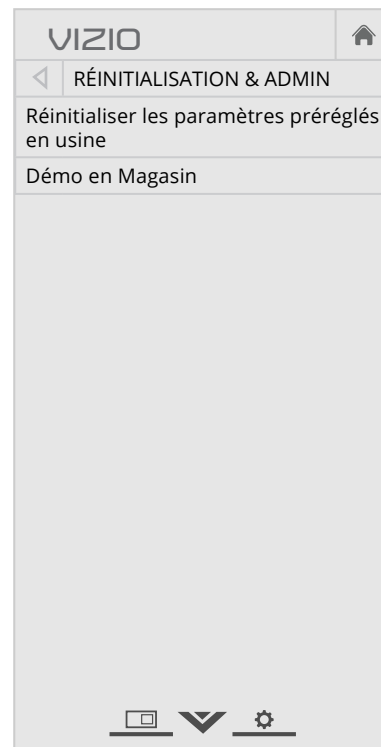 VIZIO
RÉINITIALISATION & ADMIN
Réinitialiser les paramètres préréglés
en usine
Démo en Magasin